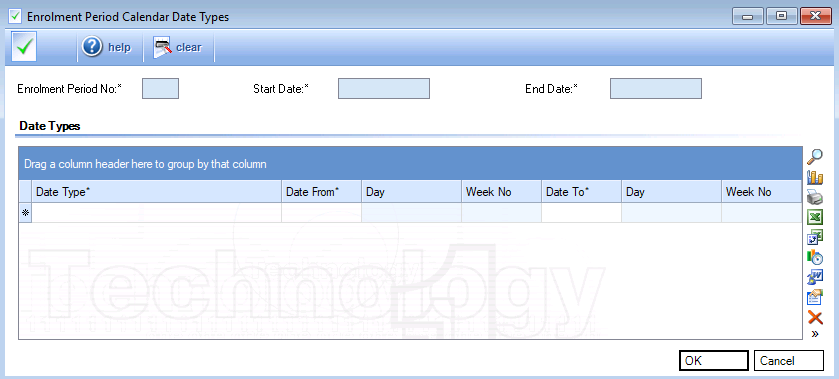 Enrolment Period Calendar Date Types
help clear
Enrolment Period No:* Start Date:* End Date:*
Date Types
Drag a column header here to group by that column
Date Type* Date From* Day Week No Date To* Day Week No
Technology 1
OK Cancel